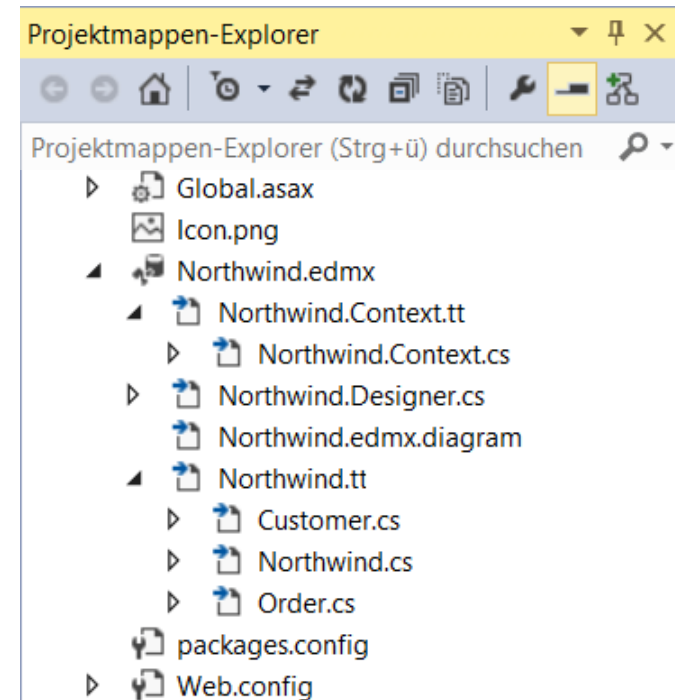 Projektmappen-Explorer
Projektmappen-Explorer (Strg+ü) durchsuchen
Global.asax
Icon.png
Northwind.edmx
Northwind.Context.tt
Northwind.Context.cs
Northwind.Designer.cs
Northwind.edmx.diagram
Northwind.tt
Customer.cs
Northwind.cs
Order.cs
packages.config
Web.config